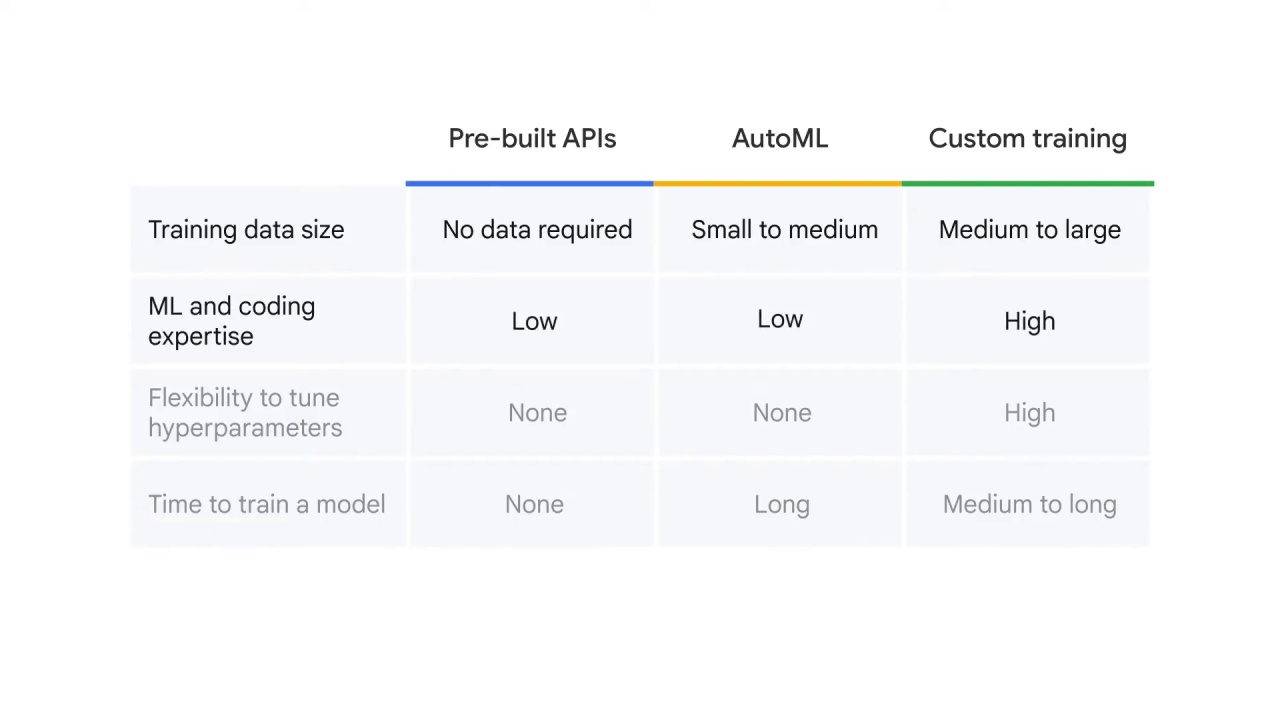 Pre-built APIs AutoML Custom training
Training data size No data required Small to medium Medium to large
ML and coding
expertise Low Low High
Flexibility to tune
hyperparameters None None High
Time to train a model None Long Medium to long